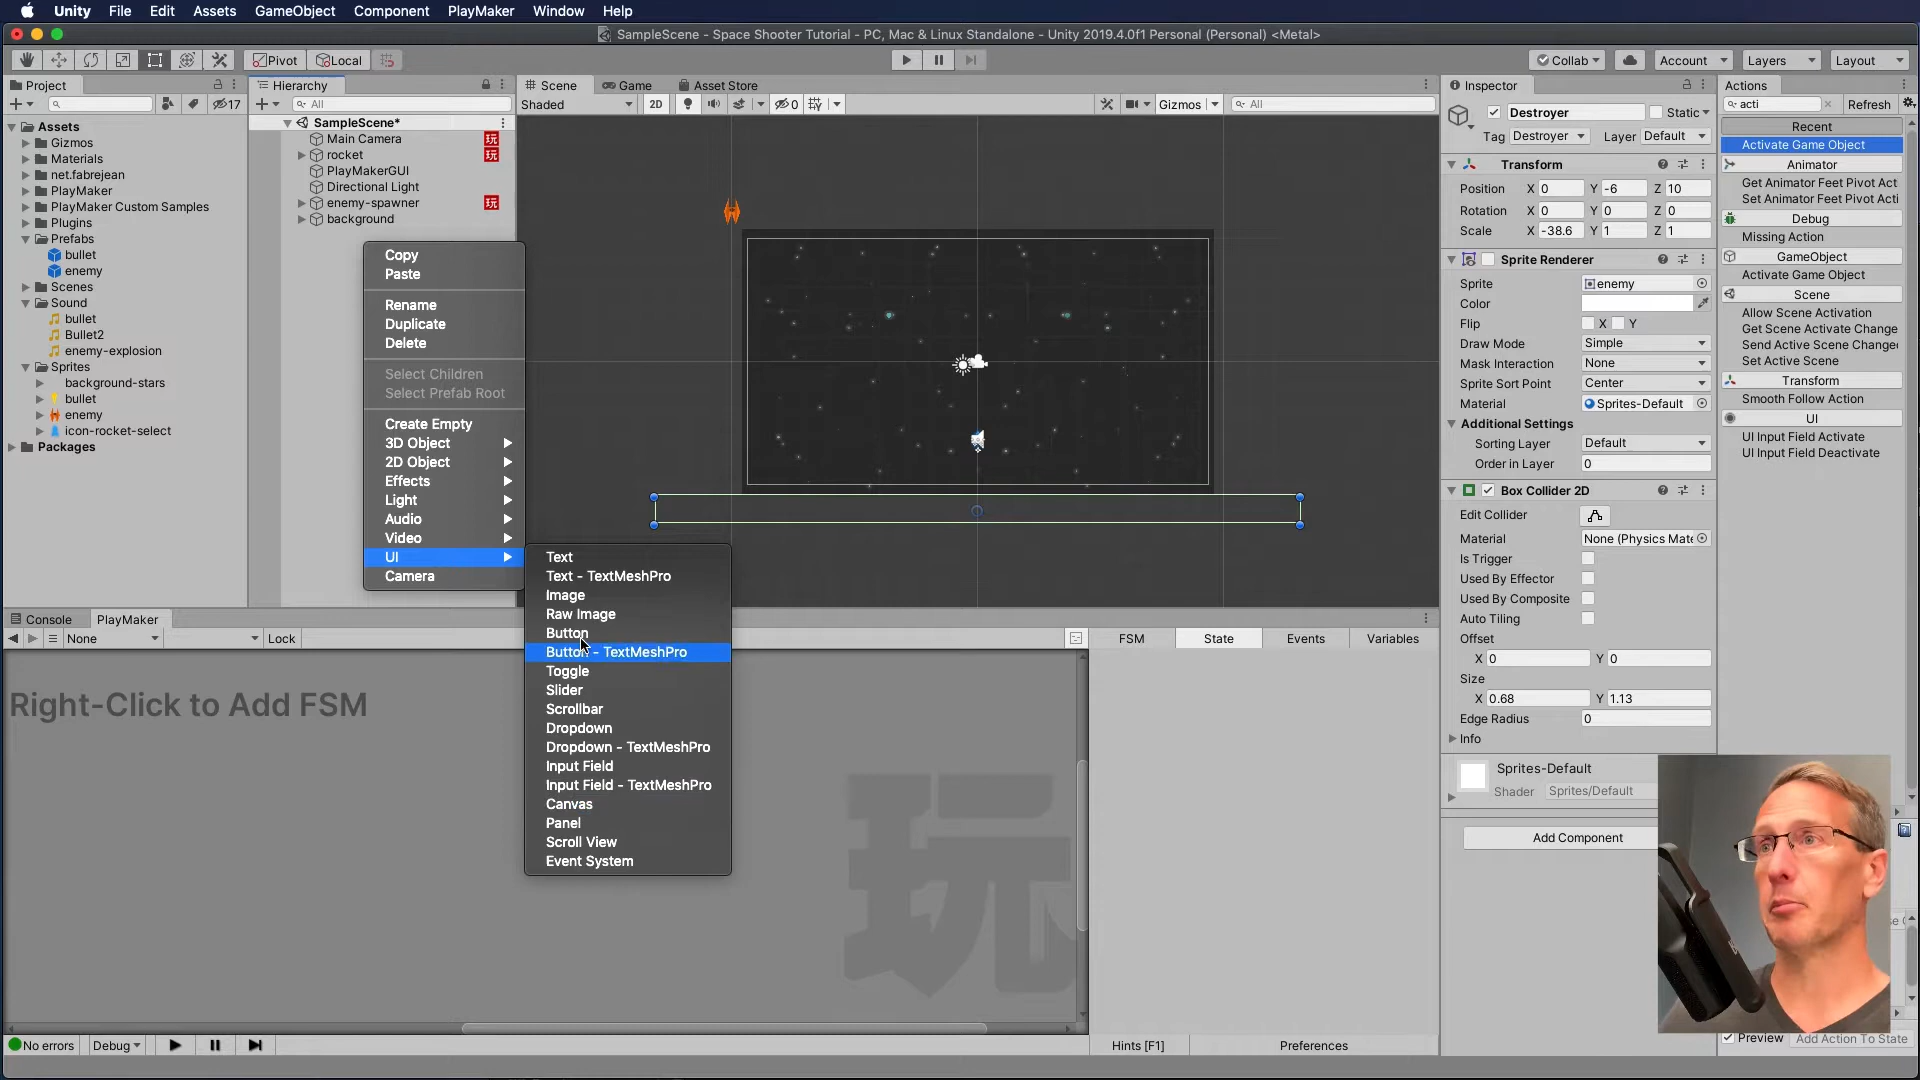 Unity File Edit Assets GameObject Component PlayMaker Window Help
SampleScene - Space Shooter Tutorial - PC, Mac & Linux Standalone - Unity 2019.4.0f1 Personal (Personal) <Metal>
Pivot Local Collab Account Layers Layout
Project
17
Assets
Gizmos
Materials
net.fabrejean
PlayMaker
PlayMaker Custom Samples
Plugins
Prefabs
bullet
enemy
Scenes
Sound
bullet
Bullet2
enemy-explosion
Sprites
background-stars
bullet
enemy
icon-rocket-select
Packages
Hierarchy
All
SampleScene*
Main Camera 玩
rocket 玩
PlayMakerGUI
Directional Light
enemy-spawner 玩
background
Copy
Paste
Rename
Duplicate
Delete
Select Children
Select Prefab Root
Create Empty
3D Object
2D Object
Effects
Light
Audio
Video
UI
Camera
Text
Text - TextMeshPro
Image
Raw Image
Button
Button - TextMeshPro
Toggle
Slider
Scrollbar
Dropdown
Dropdown - TextMeshPro
Input Field
Input Field - TextMeshPro
Canvas
Panel
Scroll View
Event System
Scene Game Asset Store
Shaded 2D 0 Gizmos All
Console PlayMaker
None Lock
Right-Click to Add FSM
玩
No errors Debug
FSM State Events Variables
Hints [F1] Preferences
Inspector
Destroyer Static
Tag Destroyer Layer Default
Transform
Position X 0 Y -6 Z 10
Rotation X 0 Y 0 Z 0
Scale X -38.6 Y 1 Z 1
Sprite Renderer
Sprite enemy
Color
Flip X Y
Draw Mode Simple
Mask Interaction None
Sprite Sort Point Center
Material Sprites-Default
Additional Settings
Sorting Layer Default
Order in Layer 0
Box Collider 2D
Edit Collider
Material None (Physics Mate
Is Trigger
Used By Effector
Used By Composite
Auto Tiling
Offset
X 0 Y 0
Size
X 0.68 Y 1.13
Edge Radius 0
Info
Sprites-Default
Shader Sprites/Default
Add Component
Actions
acti Refresh
Recent
Activate Game Object
Animator
Get Animator Feet Pivot Act
Set Animator Feet Pivot Acti
Debug
Missing Action
GameObject
Activate Game Object
Scene
Allow Scene Activation
Get Scene Activate Change
Send Active Scene Change
Set Active Scene
Transform
Smooth Follow Action
UI
UI Input Field Activate
UI Input Field Deactivate
Preview Add Action To State